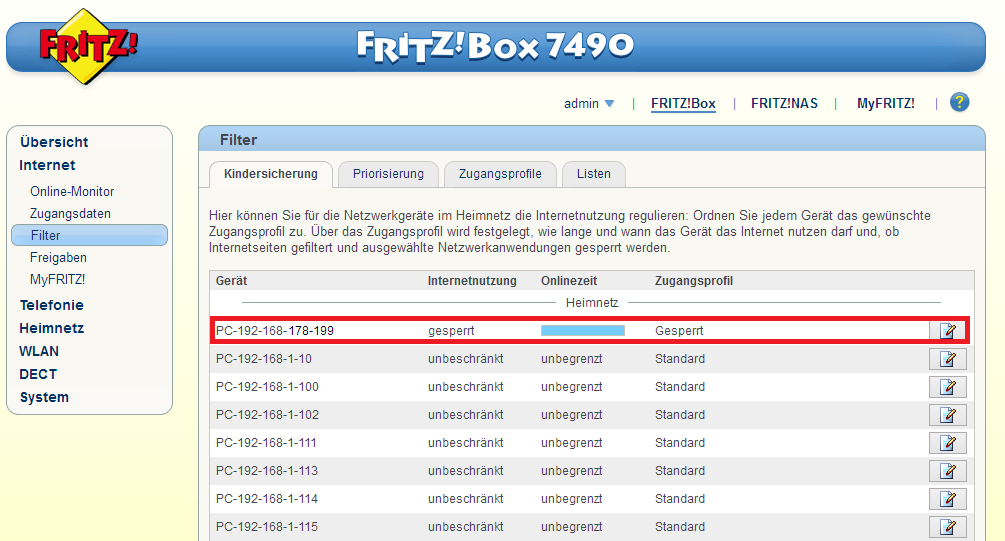 FRITZ!
FRITZ!Box 7490
admin | FRITZ!Box | FRITZ!NAS | MyFRITZ! | ?
Übersicht
Internet
Online-Monitor
Zugangsdaten
Filter
Freigaben
MyFRITZ!
Telefonie
Heimnetz
WLAN
DECT
System
Filter
Kindersicherung Priorisierung Zugangsprofile Listen
Hier können Sie für die Netzwerkgeräte im Heimnetz die Internetnutzung regulieren: Ordnen Sie jedem Gerät das gewünschte
Zugangsprofil zu. Über das Zugangsprofil wird festgelegt, wie lange und wann das Gerät das Internet nutzen darf und, ob
Internetseiten gefiltert und ausgewählte Netzwerkanwendungen gesperrt werden.
Gerät Internetnutzung Onlinezeit Zugangsprofil
Heimnetz
PC-192-168-178-199 gesperrt Gesperrt
PC-192-168-1-10 unbeschränkt unbegrenzt Standard
PC-192-168-1-100 unbeschränkt unbegrenzt Standard
PC-192-168-1-102 unbeschränkt unbegrenzt Standard
PC-192-168-1-111 unbeschränkt unbegrenzt Standard
PC-192-168-1-113 unbeschränkt unbegrenzt Standard
PC-192-168-1-114 unbeschränkt unbegrenzt Standard
PC-192-168-1-115 unbeschränkt unbegrenzt Standard